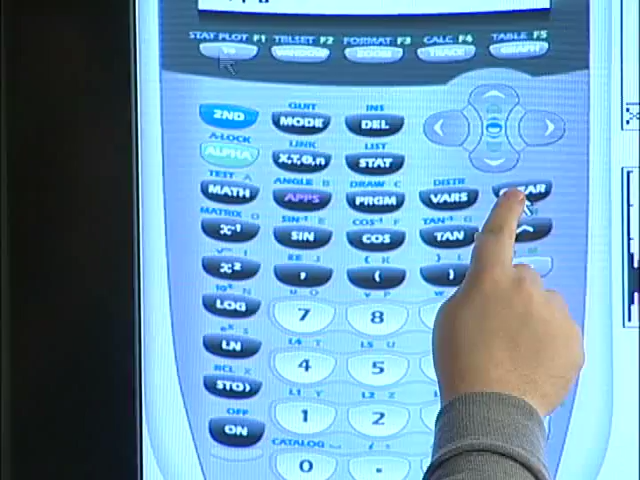 STAT PLOT F1 TBLSET F2 FORMAT F3 CALC F4 TABLE F5
Y= WINDOW ZOOM TRACE GRAPH
QUIT INS
2ND MODE DEL
A-LOCK LINK LIST
ALPHA X,T,Θ,n STAT
TEST A ANGLE B DRAW C DISTR
MATH APPS PRGM VARS
MATRIX D SIN⁻¹ E COS⁻¹ F TAN⁻¹ G
x⁻¹ SIN COS TAN ^
√ I EE J { K } L
x² , ( )
10ˣ N u O v P w
LOG 7 8
eˣ S L4 T L5 U
LN 4 5
RCL X L1 Y L2 Z
STO› 1 2
OFF CATALOG
ON 0 .